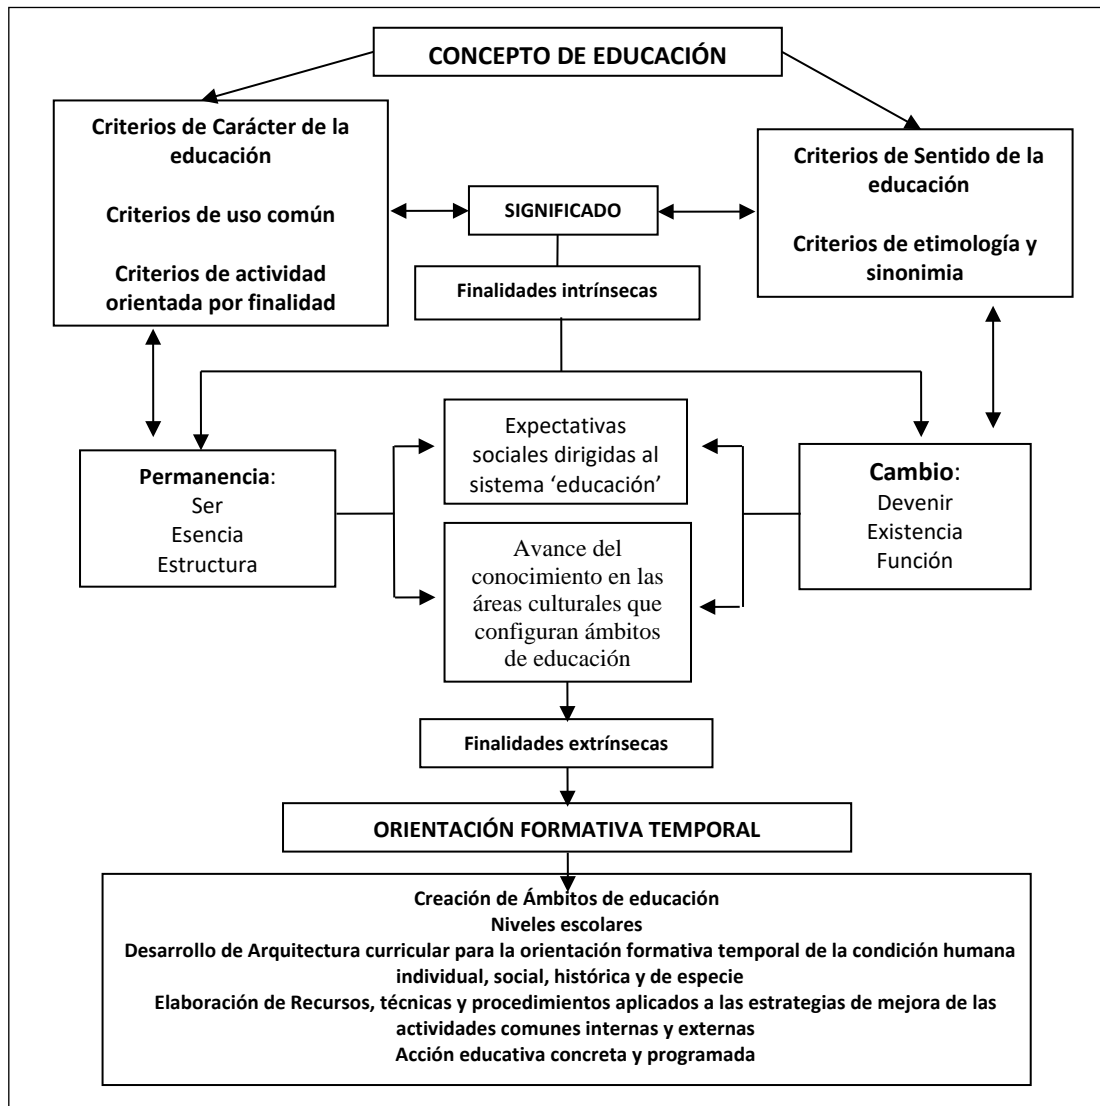 CONCEPTO DE EDUCACIÓN
Criterios de Carácter de la
educación
Criterios de uso común
Criterios de actividad
orientada por finalidad
SIGNIFICADO
Criterios de Sentido de la
educación
Criterios de etimología y
sinonimia
Finalidades intrínsecas
Permanencia:
Ser
Esencia
Estructura
Expectativas
sociales dirigidas al
sistema ‘educación’
Avance del
conocimiento en las
áreas culturales que
configuran ámbitos
de educación
Cambio:
Devenir
Existencia
Función
Finalidades extrínsecas
ORIENTACIÓN FORMATIVA TEMPORAL
Creación de Ámbitos de educación
Niveles escolares
Desarrollo de Arquitectura curricular para la orientación formativa temporal de la condición humana
individual, social, histórica y de especie
Elaboración de Recursos, técnicas y procedimientos aplicados a las estrategias de mejora de las
actividades comunes internas y externas
Acción educativa concreta y programada